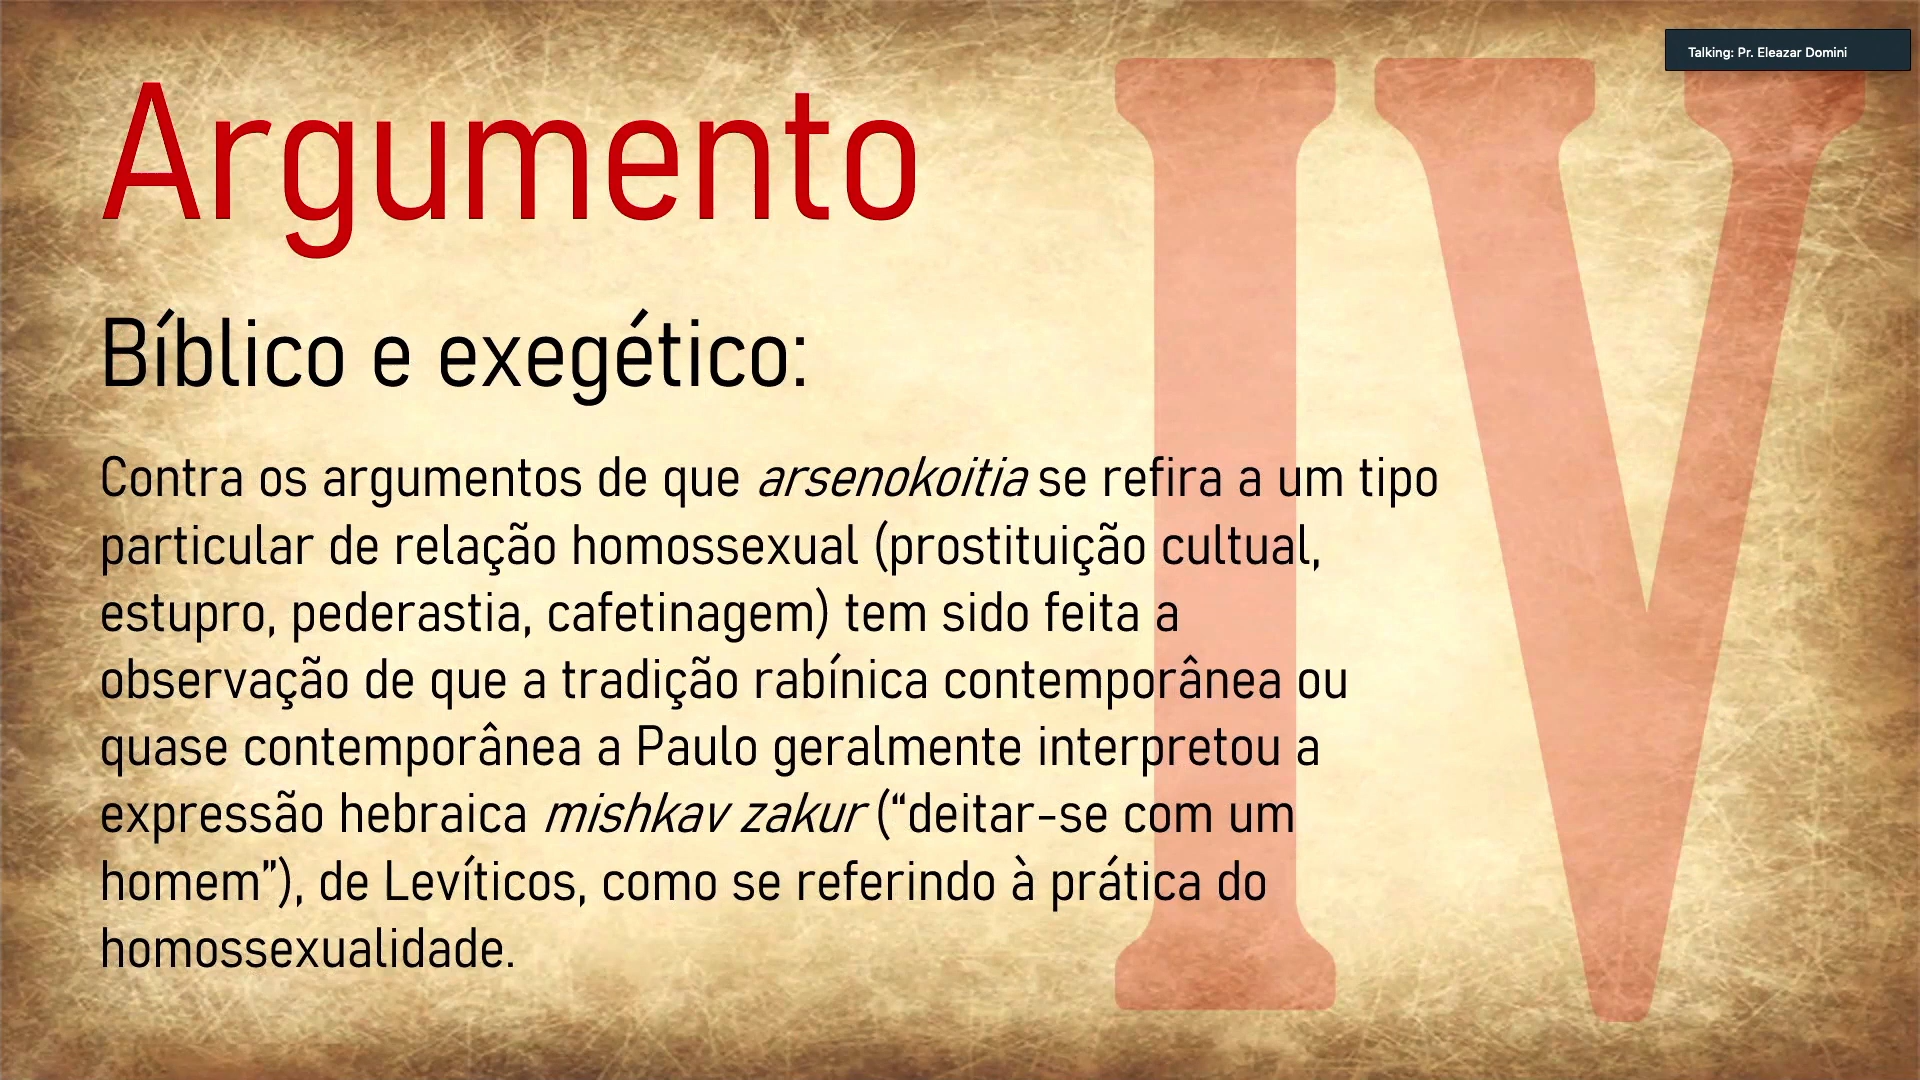 Talking: Pr. Eleazar Domini
Argumento
IV
Bíblico e exegético:
Contra os argumentos de que arsenokoitia se refira a um tipo
particular de relação homossexual (prostituição cultual,
estupro, pederastia, cafetinagem) tem sido feita a
observação de que a tradição rabínica contemporânea ou
quase contemporânea a Paulo geralmente interpretou a
expressão hebraica mishkav zakur (“deitar-se com um
homem”), de Levíticos, como se referindo à prática do
homossexualidade.